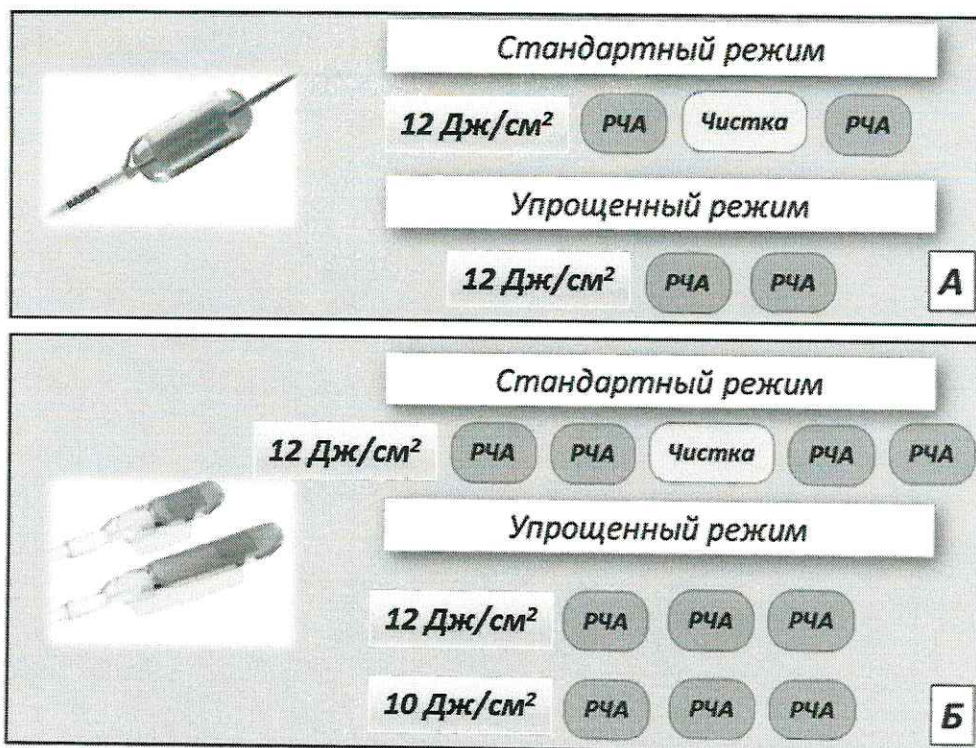 Стандартный режим
12 Дж/см² РЧА Чистка РЧА
Упрощенный режим
12 Дж/см² РЧА РЧА
А
Стандартный режим
12 Дж/см² РЧА РЧА Чистка РЧА РЧА
Упрощенный режим
12 Дж/см² РЧА РЧА РЧА
10 Дж/см² РЧА РЧА РЧА
Б